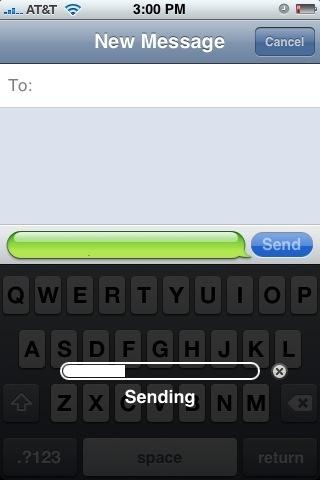 AT&T 3:00 PM
New Message Cancel
To:
Send
Q W E R T Y U I O P
A S D F G H J K L
Sending
Z X C V B N M
.?123 space return